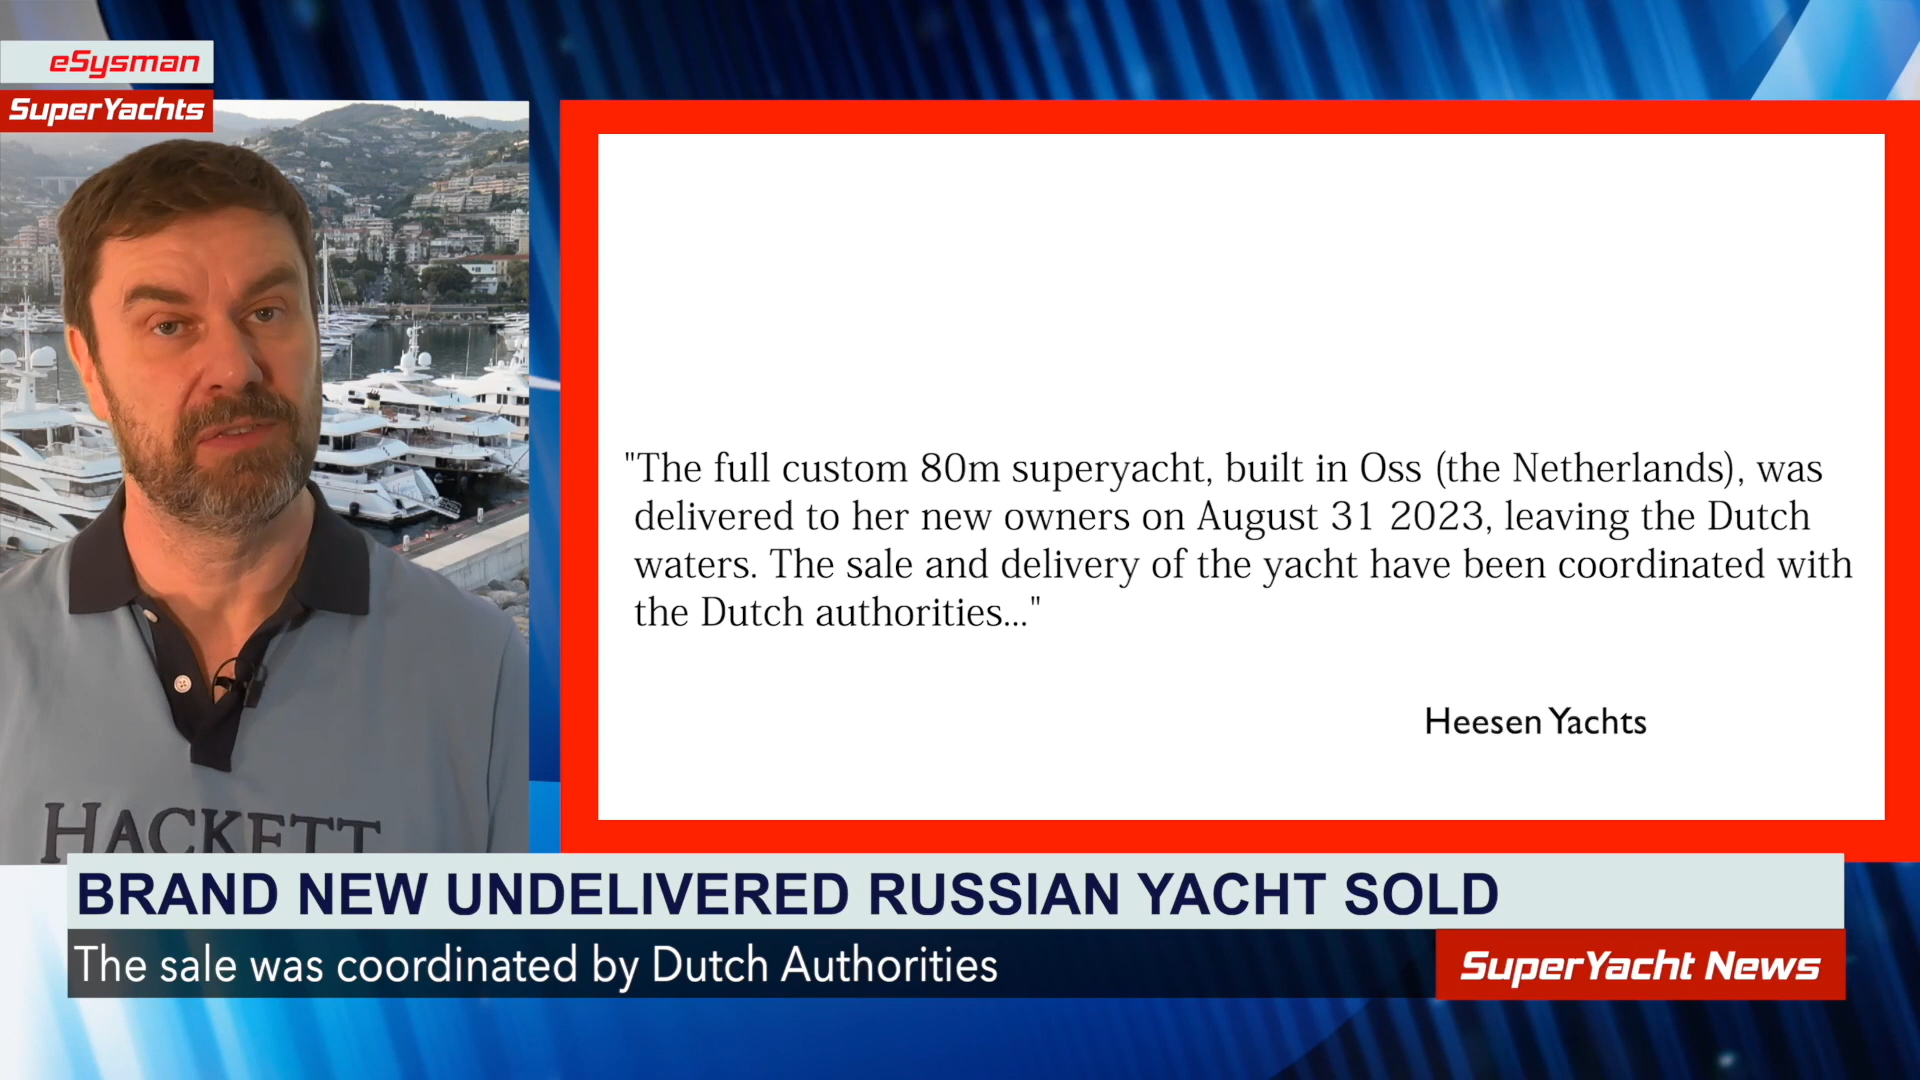 eSysman
SuperYachts
"The full custom 80m superyacht, built in Oss (the Netherlands), was
delivered to her new owners on August 31 2023, leaving the Dutch
waters. The sale and delivery of the yacht have been coordinated with
the Dutch authorities..."
Heesen Yachts
HACKETT
BRAND NEW UNDELIVERED RUSSIAN YACHT SOLD
The sale was coordinated by Dutch Authorities
SuperYacht News